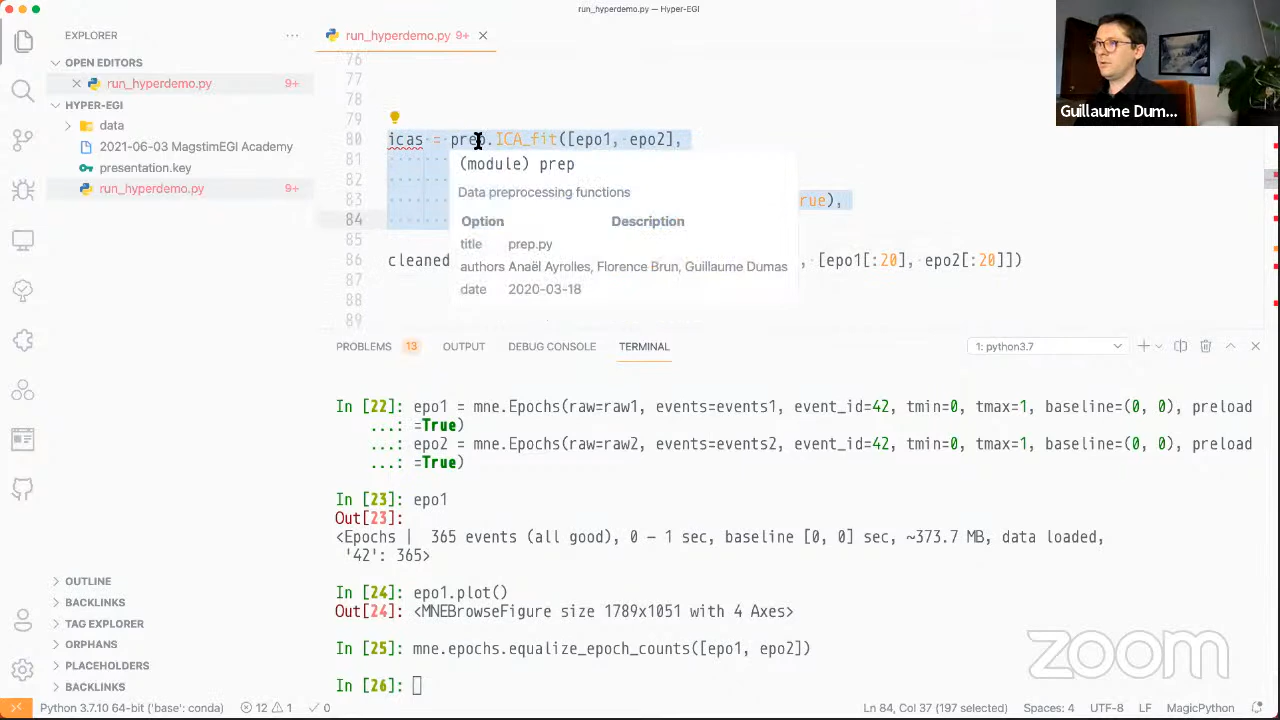 run_hyperdemo.py — Hyper-EGI
EXPLORER
run_hyperdemo.py 9+
OPEN EDITORS
run_hyperdemo.py 9+
HYPER-EGI
data
2021-06-03 MagstimEGI Academy
presentation.key
run_hyperdemo.py 9+
OUTLINE
BACKLINKS
TAG EXPLORER
ORPHANS
PLACEHOLDERS
BACKLINKS
76
77
78
79
80 icas = prep.ICA_fit([epo1, epo2],
81
82
83 rue),
84
85
86 cleaned , [epo1[:20], epo2[:20]])
87
88
89
(module) prep
Data preprocessing functions
Option Description
title prep.py
authors Anaël Ayrolles, Florence Brun, Guillaume Dumas
date 2020-03-18
Guillaume Dum...
PROBLEMS 13 OUTPUT DEBUG CONSOLE TERMINAL 1: python3.7
In [22]: epo1 = mne.Epochs(raw=raw1, events=events1, event_id=42, tmin=0, tmax=1, baseline=(0, 0), preload
...: =True)
...: epo2 = mne.Epochs(raw=raw2, events=events2, event_id=42, tmin=0, tmax=1, baseline=(0, 0), preload
...: =True)
In [23]: epo1
Out[23]:
<Epochs | 365 events (all good), 0 - 1 sec, baseline [0, 0] sec, ~373.7 MB, data loaded,
'42': 365>
In [24]: epo1.plot()
Out[24]: <MNEBrowseFigure size 1789x1051 with 4 Axes>
In [25]: mne.epochs.equalize_epoch_counts([epo1, epo2])
In [26]:
zoom
Python 3.7.10 64-bit ('base': conda) 12 1 0 Ln 84, Col 37 (197 selected) Spaces: 4 UTF-8 LF MagicPython